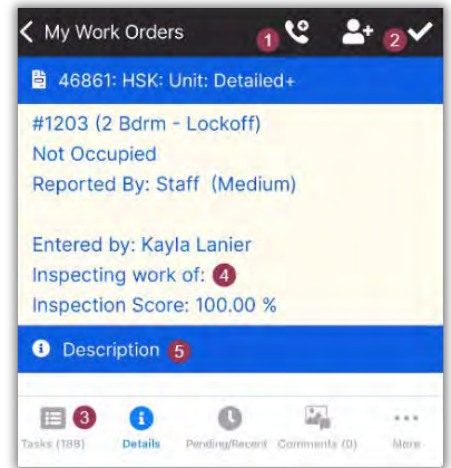 My Work Orders 1 2
46861: HSK: Unit: Detailed+
#1203 (2 Bdrm - Lockoff)
Not Occupied
Reported By: Staff (Medium)
Entered by: Kayla Lanier
Inspecting work of: 4
Inspection Score: 100.00 %
Description 5
3
Tasks (188) Details Pending/Recent Comments (0) More